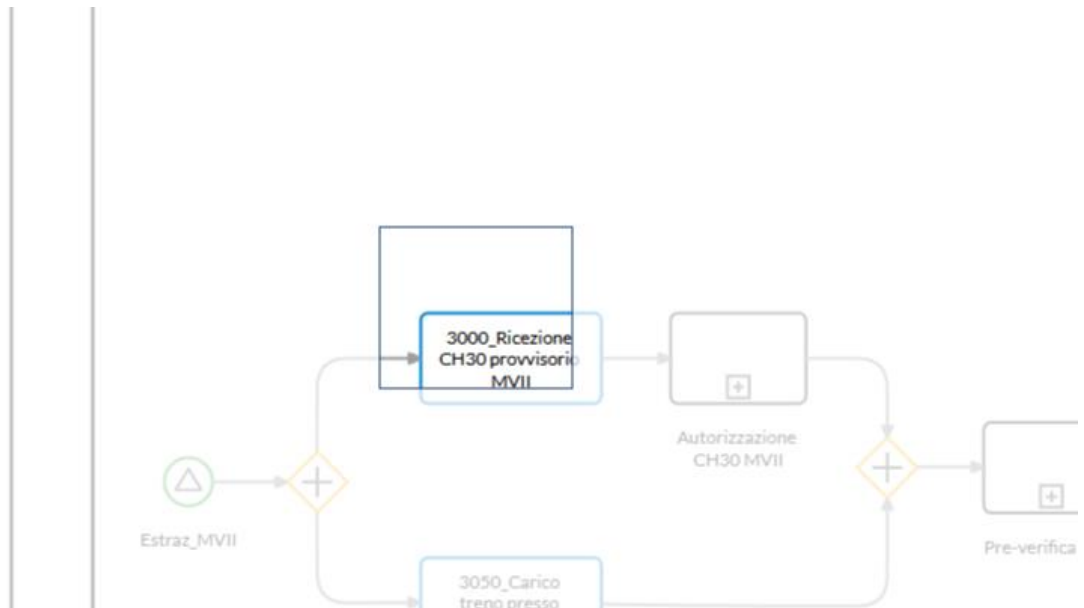 3000_Ricezione
CH30 provvisorio
MVII
Autorizzazione
CH30 MVII
Estraz_MVII
Pre-verifica
3050_Carico
treno presso